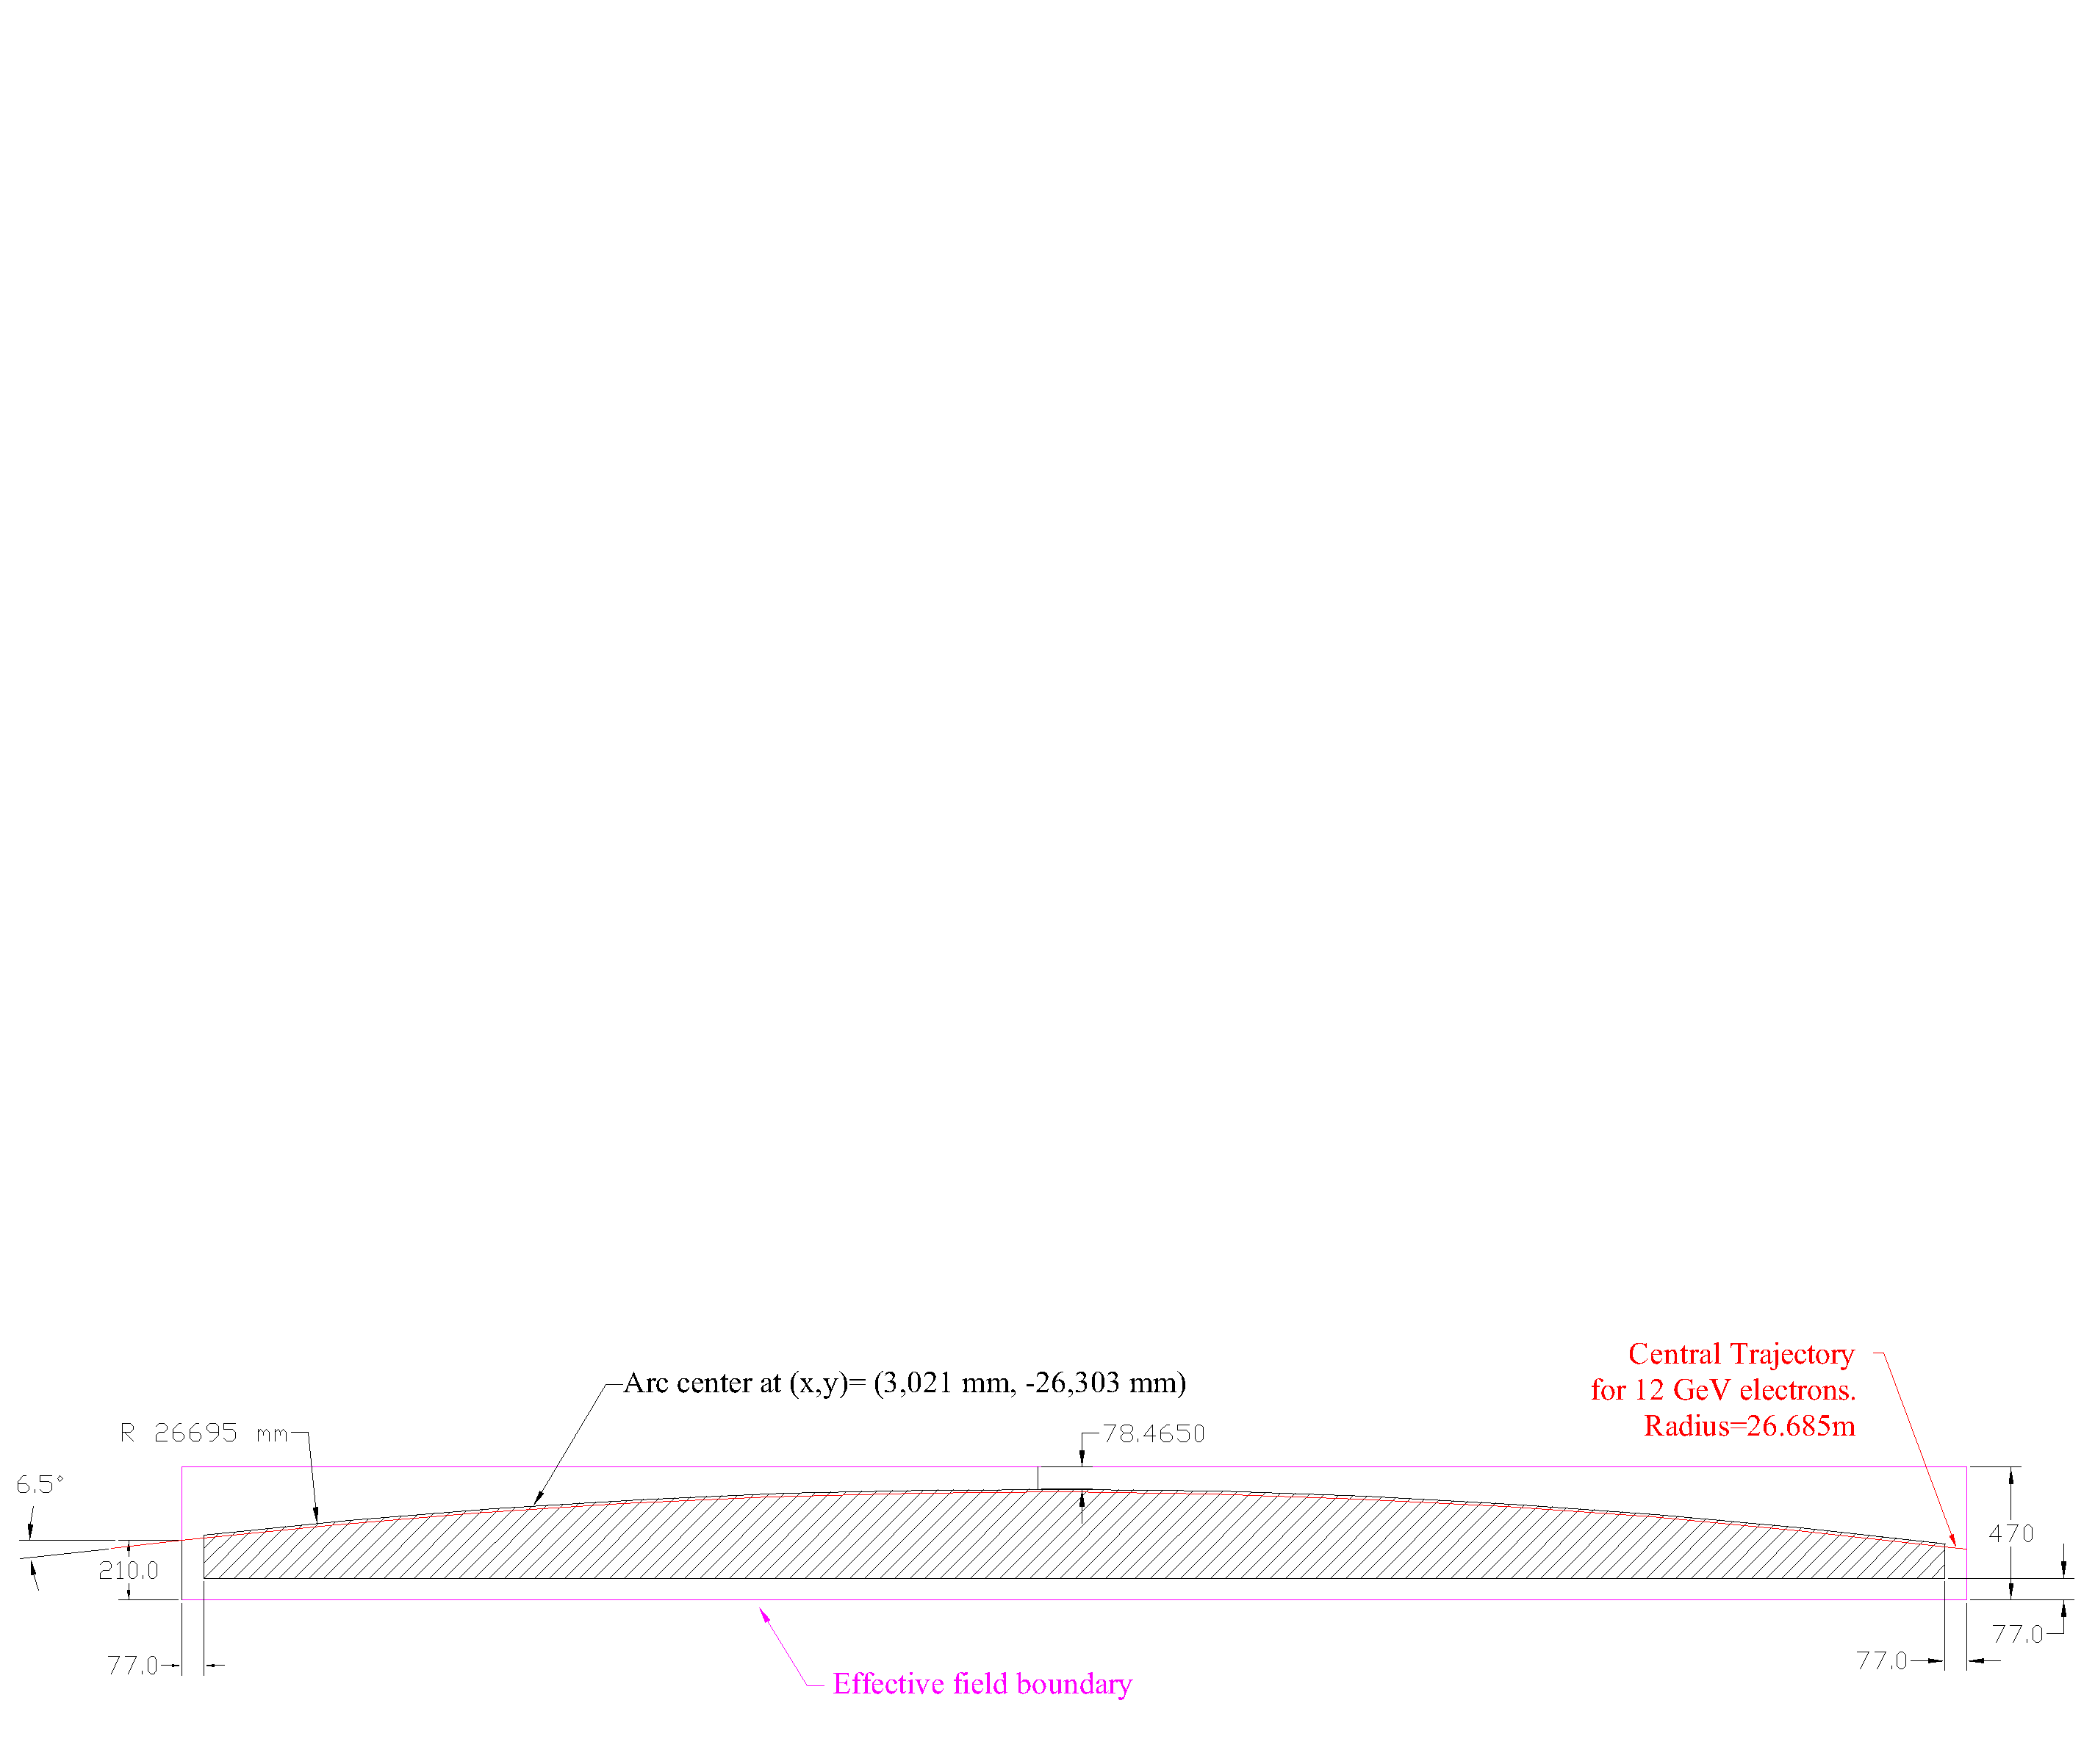 Central Trajectory
for 12 GeV electrons.
Radius=26.685m
Arc center at (x,y)= (3,021 mm, -26,303 mm)
R 26695 mm
78.4650
6.5°
470
210.0
77.0
77.0
77.0
Effective field boundary